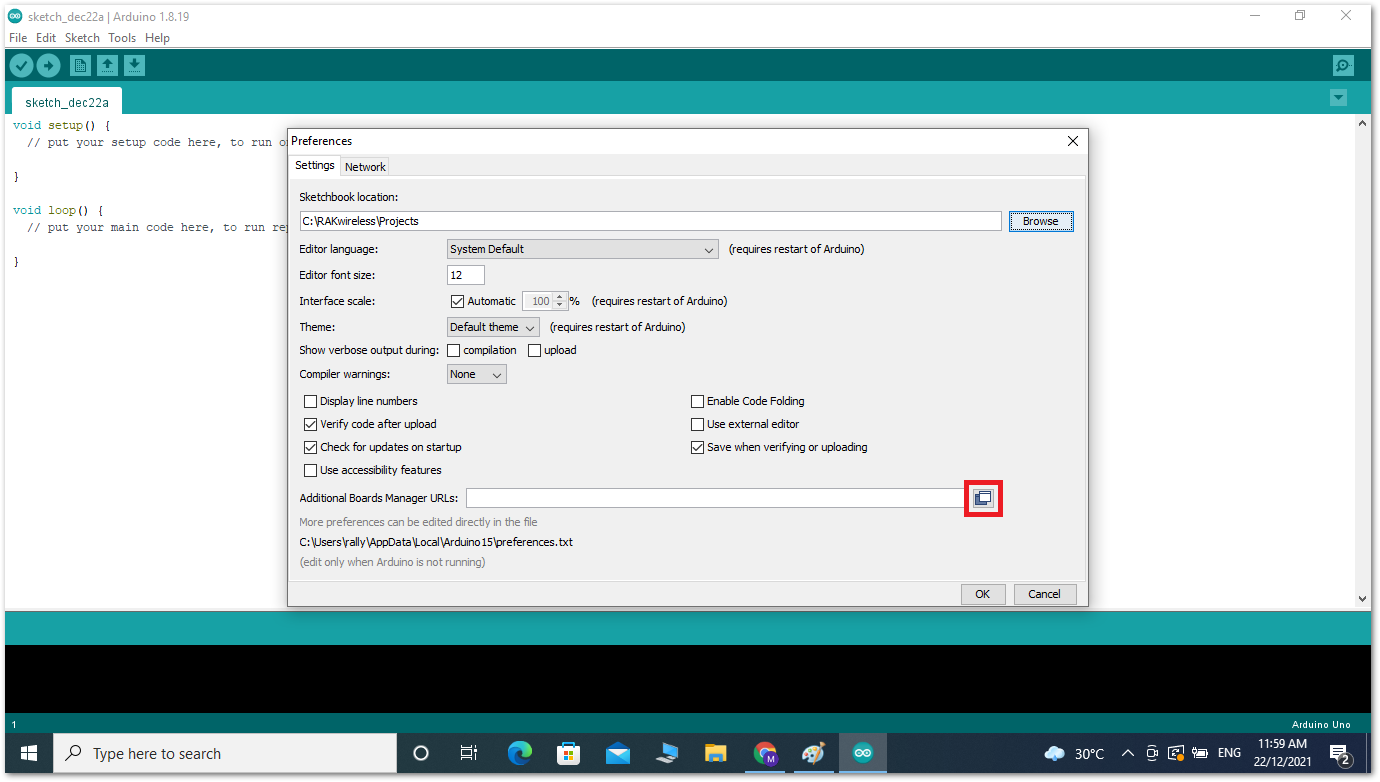 sketch_dec22a | Arduino 1.8.19
File Edit Sketch Tools Help
sketch_dec22a
void setup() {
// put your setup code here, to run o
}
void loop() {
// put your main code here, to run rep
}
Preferences
Settings Network
Sketchbook location:
C:\RAKwireless\Projects Browse
Editor language: System Default (requires restart of Arduino)
Editor font size: 12
Interface scale: Automatic 100 % (requires restart of Arduino)
Theme: Default theme (requires restart of Arduino)
Show verbose output during: compilation upload
Compiler warnings: None
Display line numbers Enable Code Folding
Verify code after upload Use external editor
Check for updates on startup Save when verifying or uploading
Use accessibility features
Additional Boards Manager URLs:
More preferences can be edited directly in the file
C:\Users\rally\AppData\Local\Arduino15\preferences.txt
(edit only when Arduino is not running)
OK Cancel
1 Arduino Uno
Type here to search M 30°C ENG 11:59 AM 2
22/12/2021